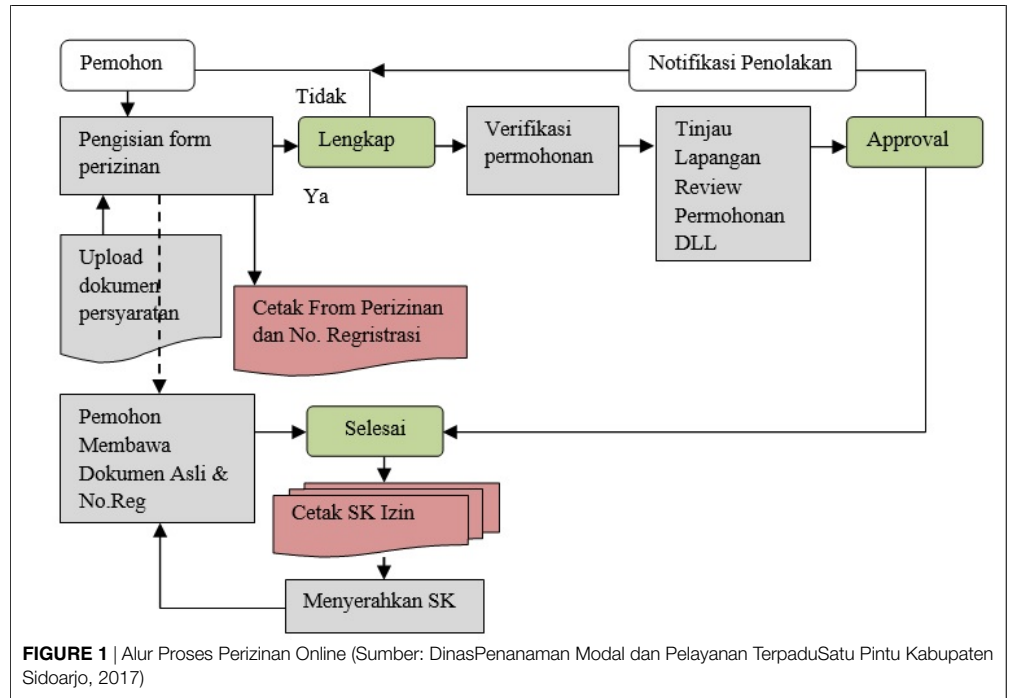 Pemohon
Notifikasi Penolakan
Tidak
Pengisian form
perizinan
Lengkap
Verifikasi
permohonan
Tinjau
Lapangan
Review
Permohonan
DLL
Approval
Ya
Upload
dokumen
persyaratan
Cetak From Perizinan
dan No. Regristrasi
Pemohon
Membawa
Dokumen Asli &
No.Reg
Selesai
Cetak SK Izin
Menyerahkan SK
FIGURE 1 | Alur Proses Perizinan Online (Sumber: DinasPenanaman Modal dan Pelayanan TerpaduSatu Pintu Kabupaten
Sidoarjo, 2017)